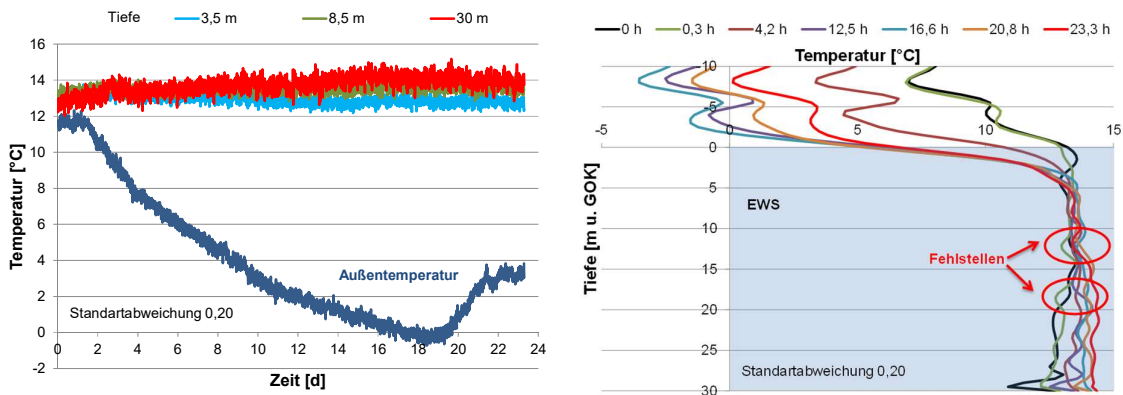 Tiefe 3,5 m 8,5 m 30 m
16
14
12
10
8
6
4
2
0
-2
Temperatur [°C]
Außentemperatur
Standartabweichung 0,20
0 2 4 6 8 10 12 14 16 18 20 22 24
Zeit [d]
0 h 0,3 h 4,2 h 12,5 h 16,6 h 20,8 h 23,3 h
Temperatur [°C]
-10
-5
-5 0 5 10 15
0
5
10
15
20
25
30
Tiefe [m u. GOK]
EWS
Fehlstellen
Standartabweichung 0,20